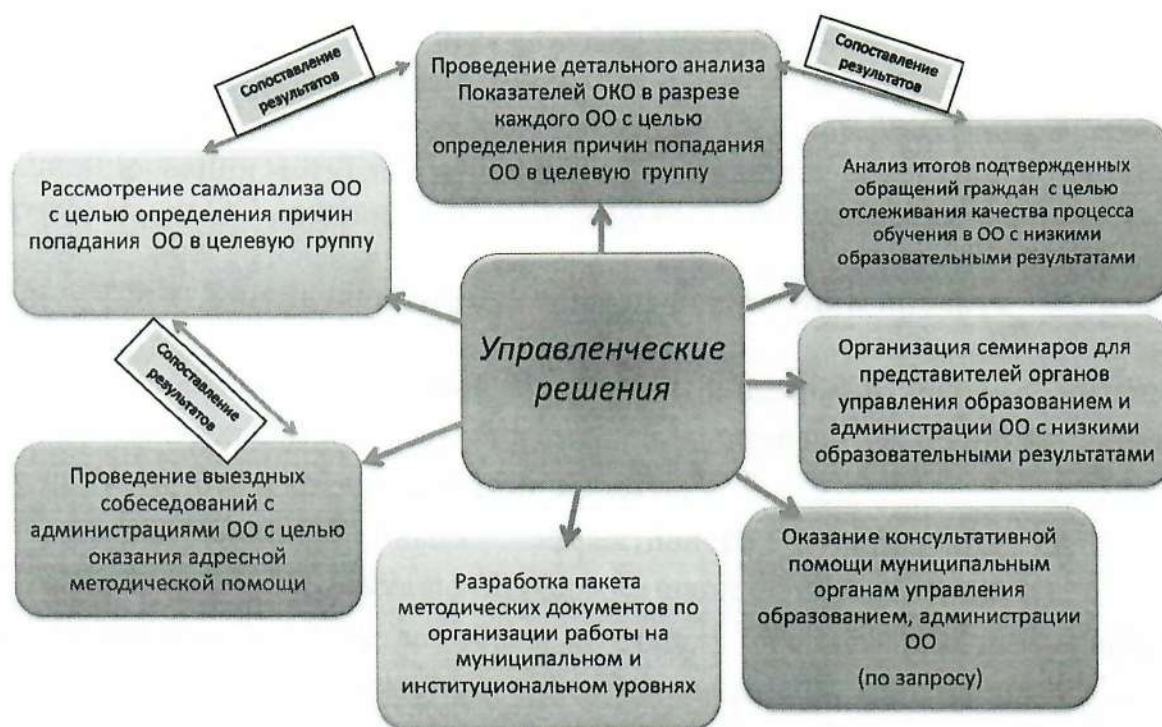 Сопоставление
результатов
Проведение детального анализа
Показателей ОКО в разрезе
каждого ОО с целью
определения причин попадания
ОО в целевую группу
Сопоставление
результатов
Рассмотрение самоанализа ОО
с целью определения причин
попадания ОО в целевую группу
Анализ итогов подтвержденных
обращений граждан с целью
отслеживания качества процесса
обучения в ОО с низкими
образовательными результатами
Управленческие
решения
Сопоставление
результатов
Организация семинаров для
представителей органов
управления образованием и
администрации ОО с низкими
образовательными результатами
Проведение выездных
собеседований с
администрациями ОО с целью
оказания адресной
методической помощи
Разработка пакета
методических документов по
организации работы на
муниципальном и
институциональном уровнях
Оказание консультативной
помощи муниципальным
органам управления
образованием, администрации
ОО
(по запросу)